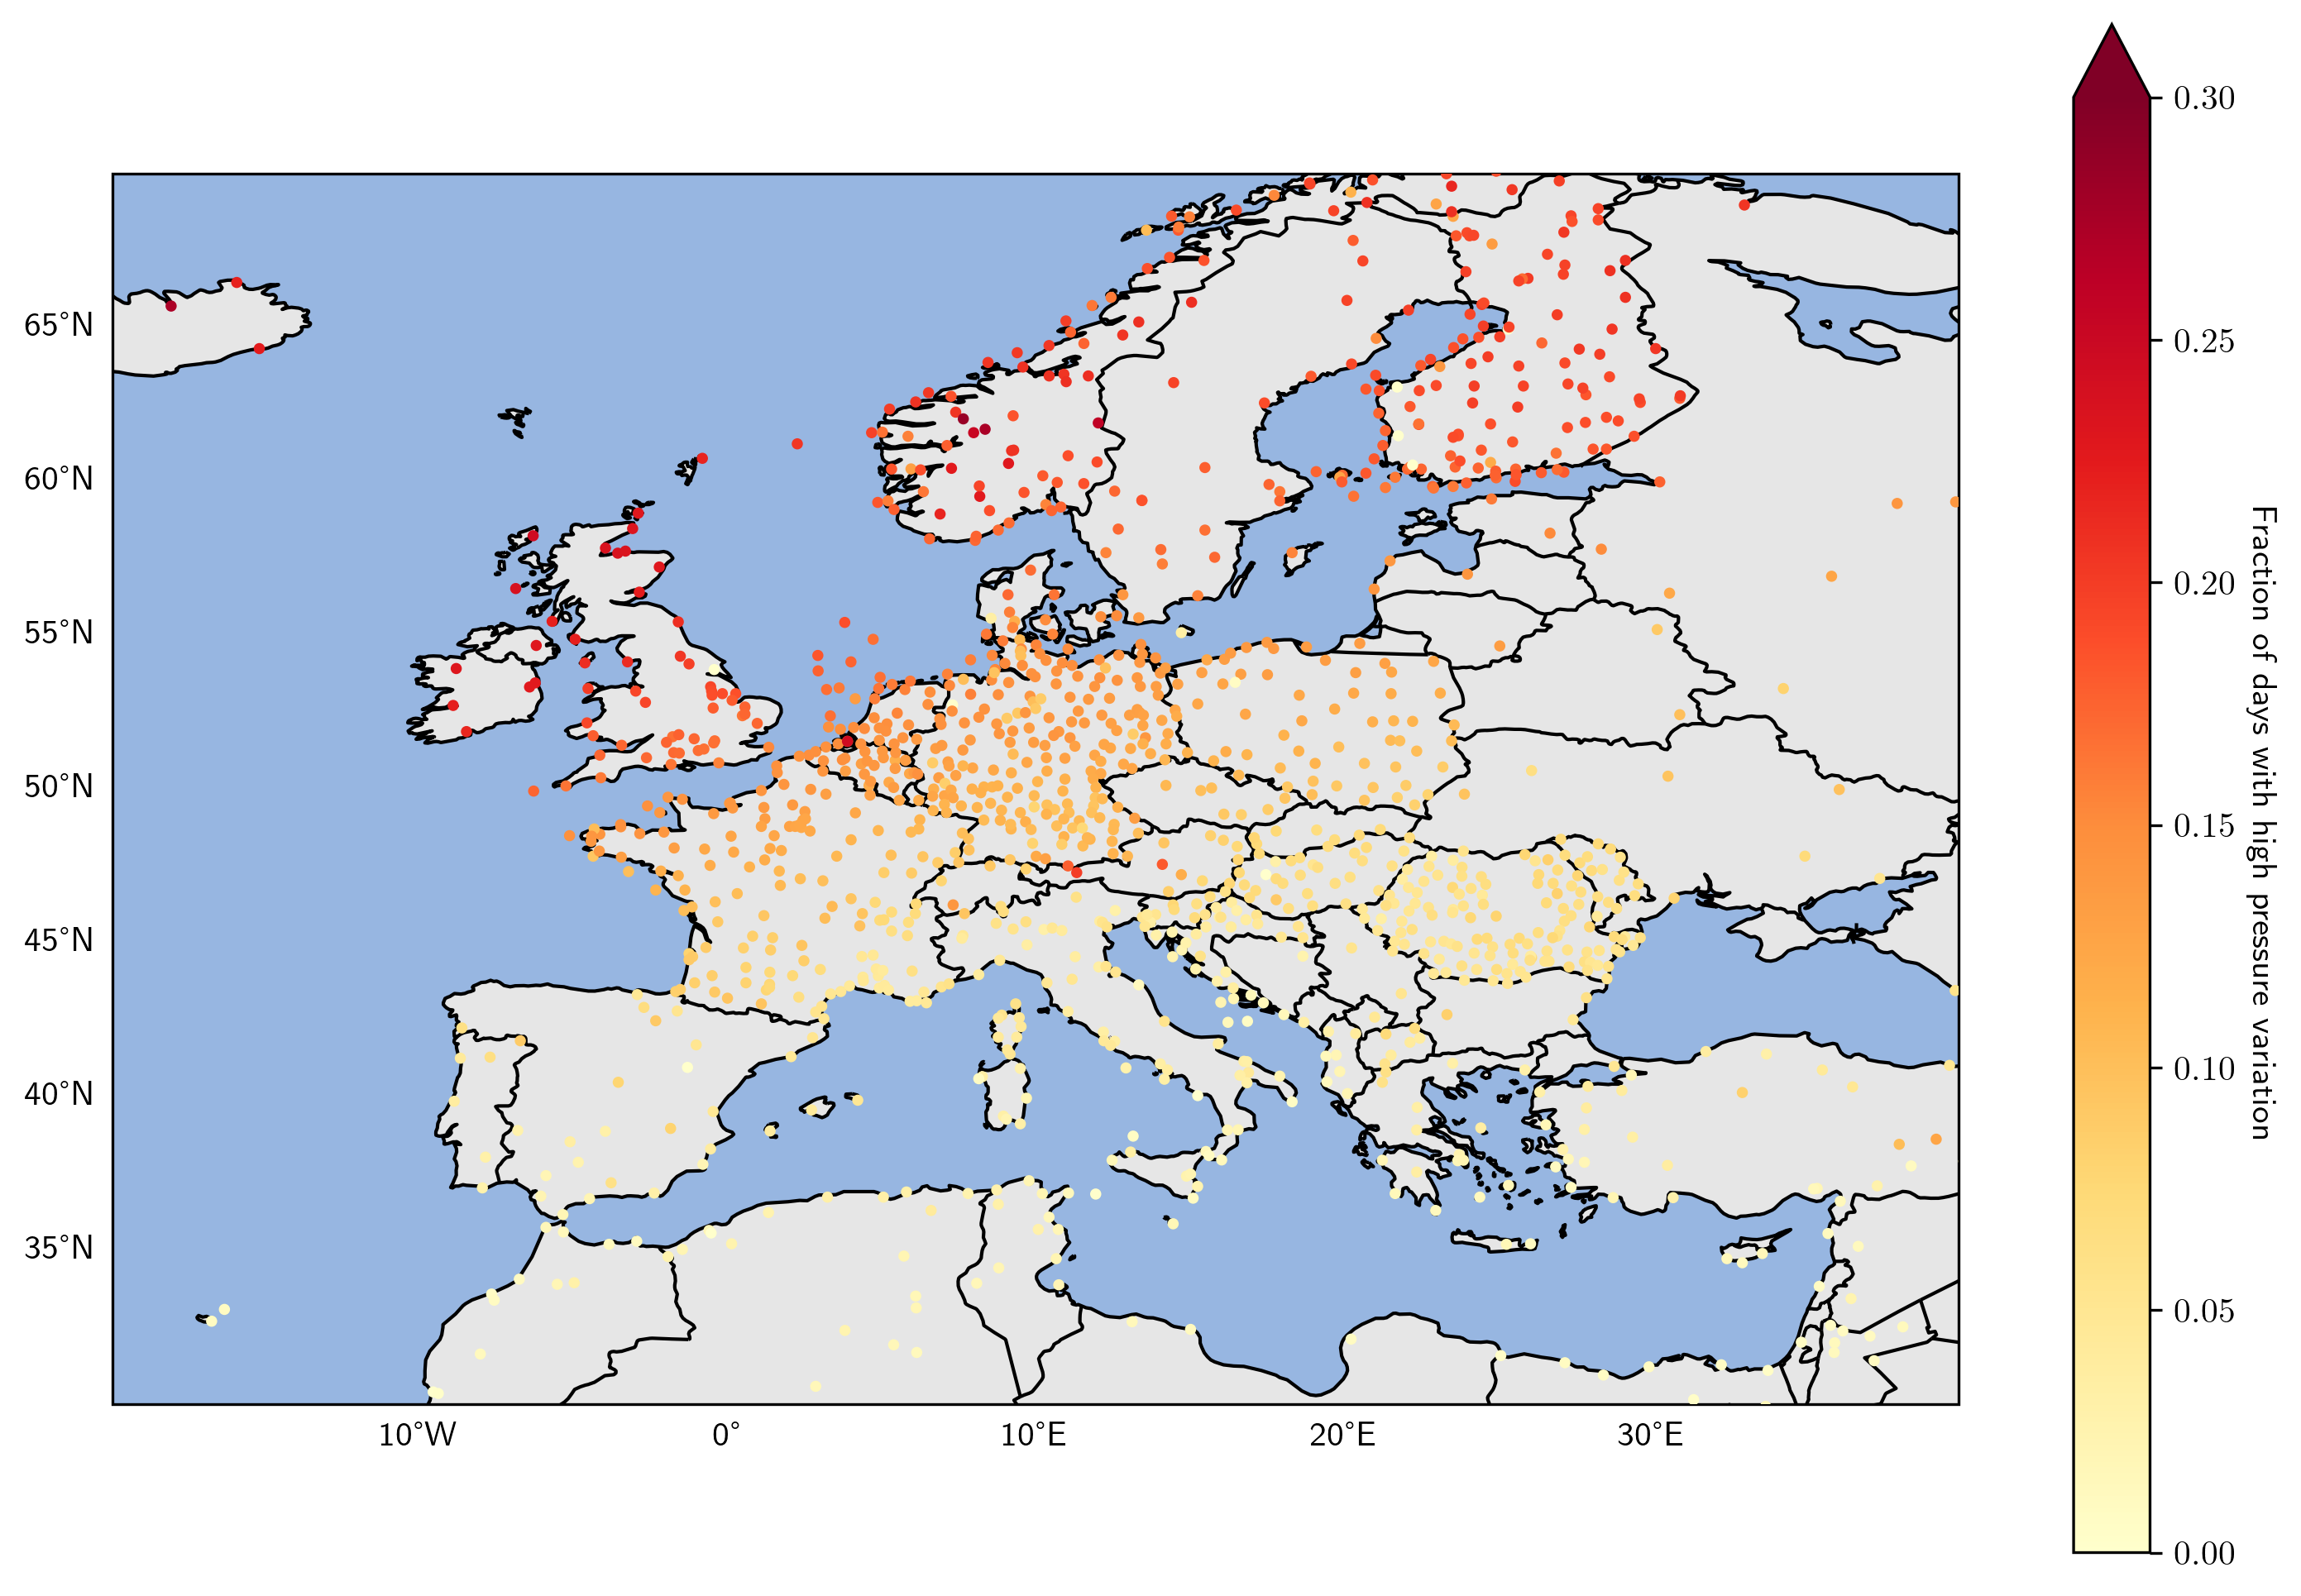 65°N
60°N
55°N
50°N
45°N
40°N
35°N
10°W
0°
10°E
20°E
30°E
0.30
0.25
0.20
0.15
0.10
0.05
0.00
Fraction of days with high pressure variation